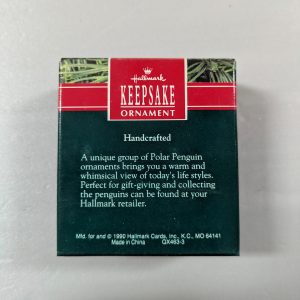 Hallmark
KEEPSAKE
ORNAMENT
Handcrafted
A unique group of Polar Penguin
ornaments brings you a warm and
whimsical view of today's life styles.
Perfect for gift-giving and collecting
the penguins can be found at your
Hallmark retailer.
Mfd. for and © 1990 Hallmark Cards, Inc., K.C., MO 64141
Made in China QX463-3